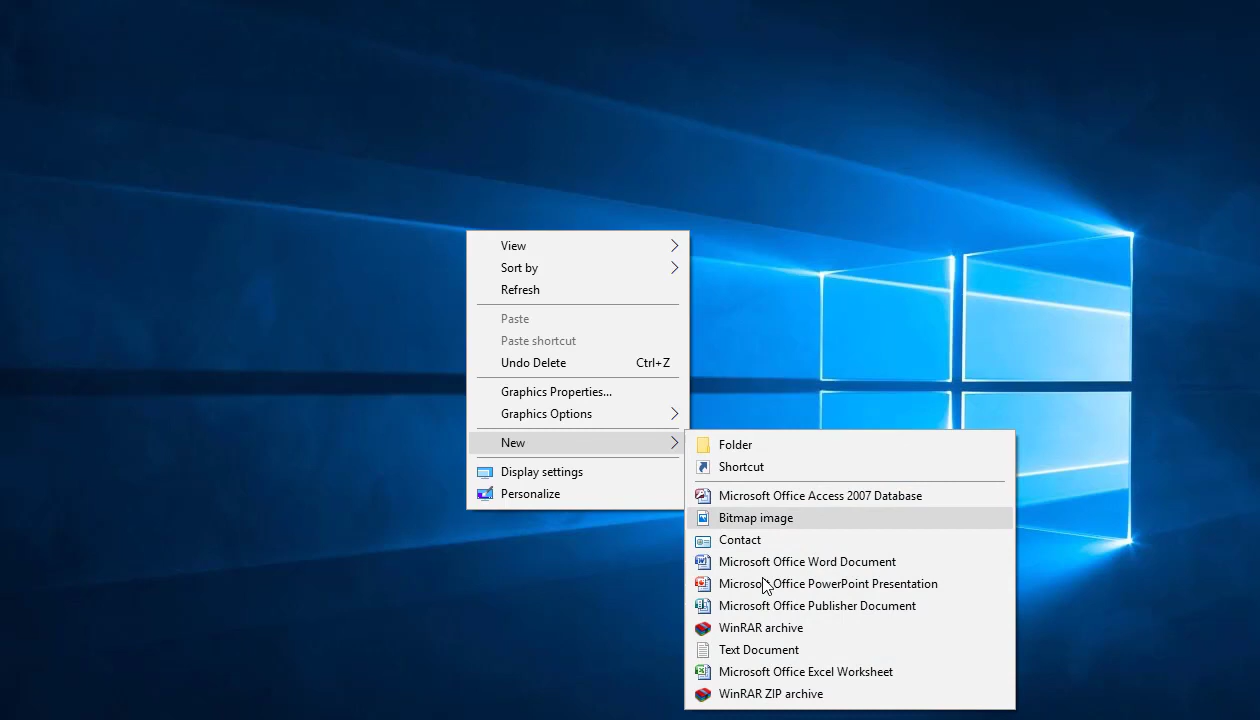 View
Sort by
Refresh
Paste
Paste shortcut
Undo Delete Ctrl+Z
Graphics Properties...
Graphics Options
New
Display settings
Personalize
Folder
Shortcut
Microsoft Office Access 2007 Database
Bitmap image
Contact
Microsoft Office Word Document
Microsoft Office PowerPoint Presentation
Microsoft Office Publisher Document
WinRAR archive
Text Document
Microsoft Office Excel Worksheet
WinRAR ZIP archive